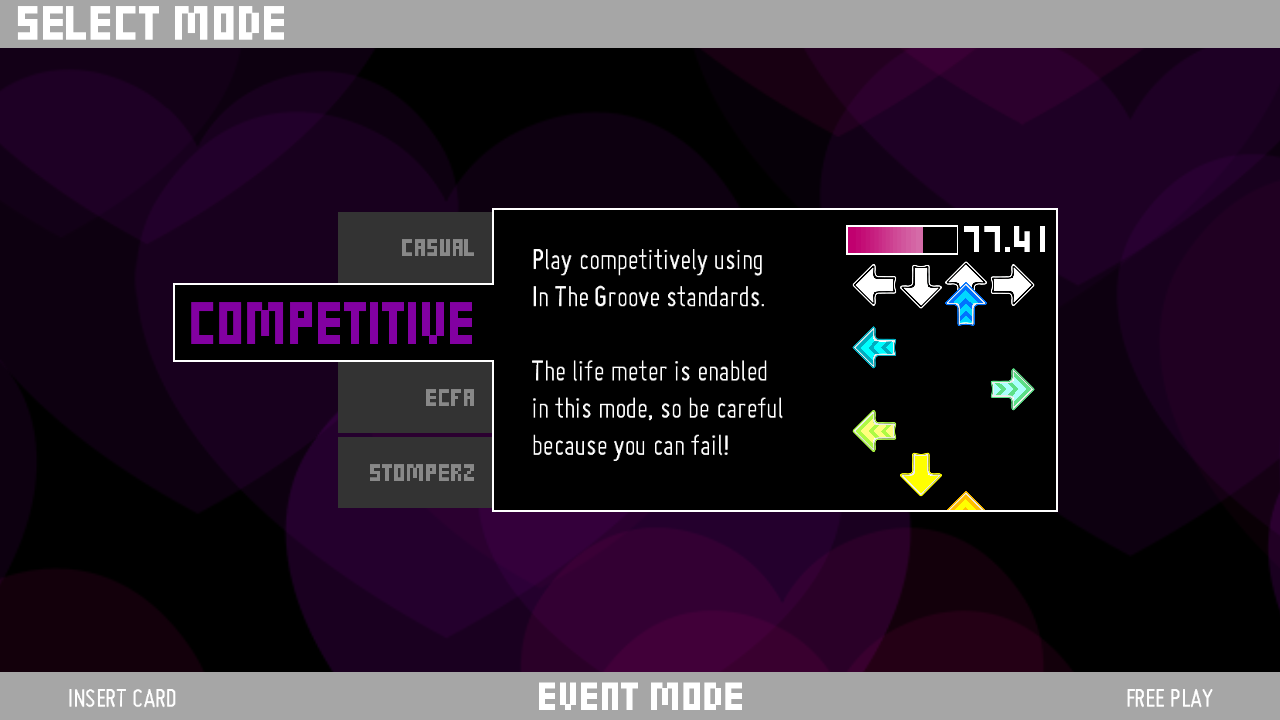 SELECT MODE
CASUAL
COMPETITIVE
ECFA
STOMPERZ
Play competitively using
In The Groove standards.
The life meter is enabled
in this mode, so be careful
because you can fail!
77.41
INSERT CARD
EVENT MODE
FREE PLAY